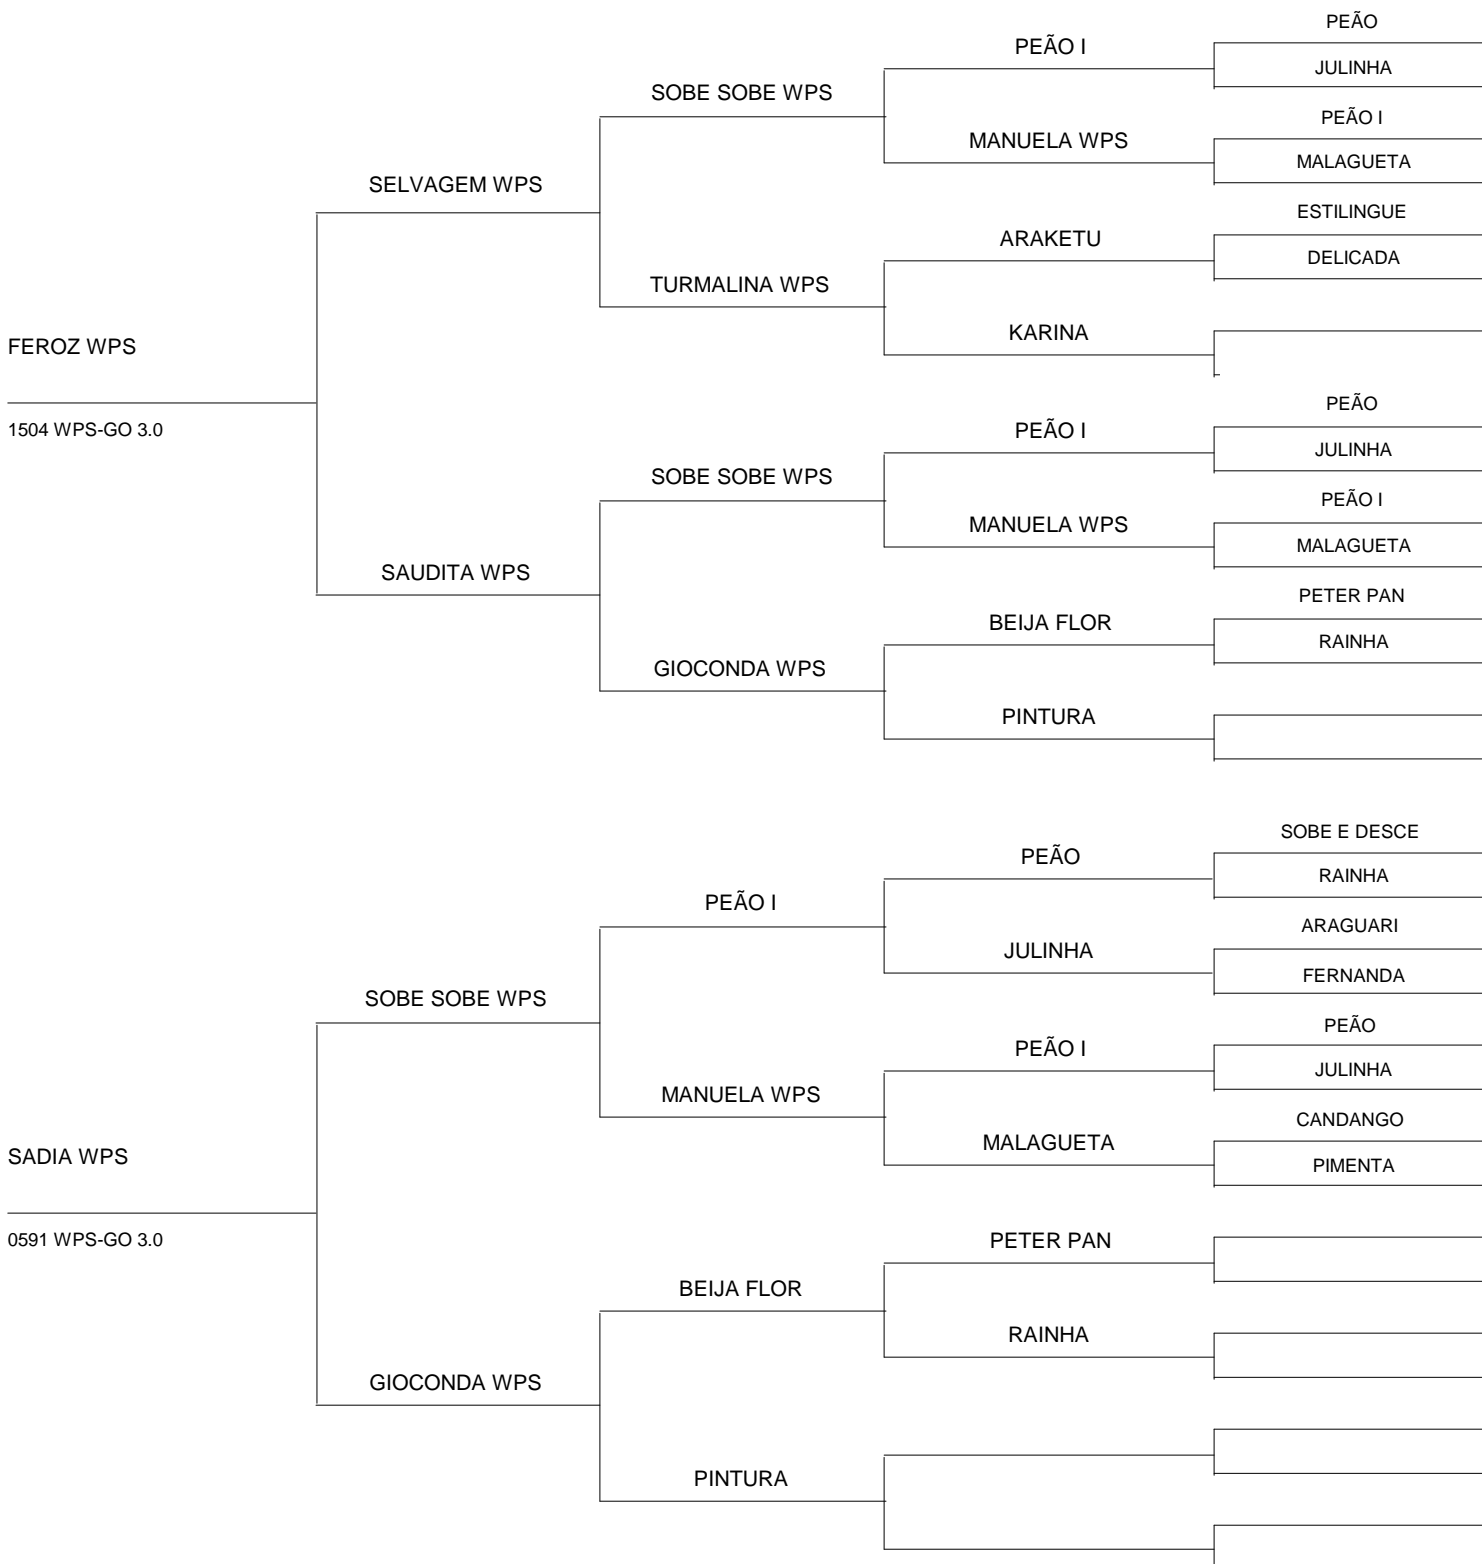 PEÃO
PEÃO I
JULINHA
SOBE SOBE WPS
PEÃO I
MANUELA WPS
MALAGUETA
SELVAGEM WPS
ESTILINGUE
ARAKETU
DELICADA
TURMALINA WPS
KARINA
FEROZ WPS
PEÃO
1504 WPS-GO 3.0
PEÃO I
JULINHA
SOBE SOBE WPS
PEÃO I
MANUELA WPS
MALAGUETA
SAUDITA WPS
PETER PAN
BEIJA FLOR
RAINHA
GIOCONDA WPS
PINTURA
SOBE E DESCE
PEÃO
RAINHA
PEÃO I
ARAGUARI
JULINHA
FERNANDA
SOBE SOBE WPS
PEÃO
PEÃO I
JULINHA
MANUELA WPS
CANDANGO
MALAGUETA
PIMENTA
SADIA WPS
0591 WPS-GO 3.0
PETER PAN
BEIJA FLOR
RAINHA
GIOCONDA WPS
PINTURA